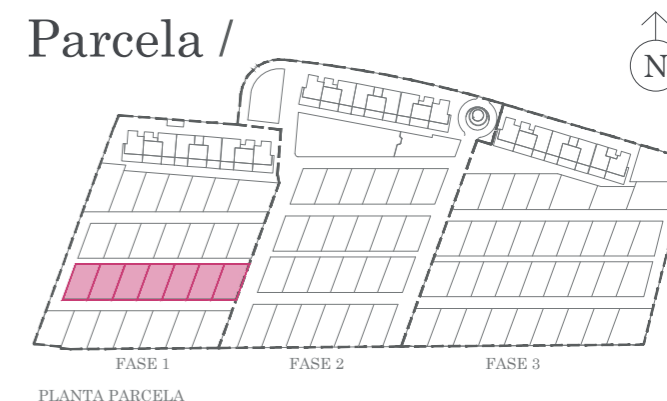 Parcela /
N
FASE 1
FASE 2
FASE 3
PLANTA PARCELA